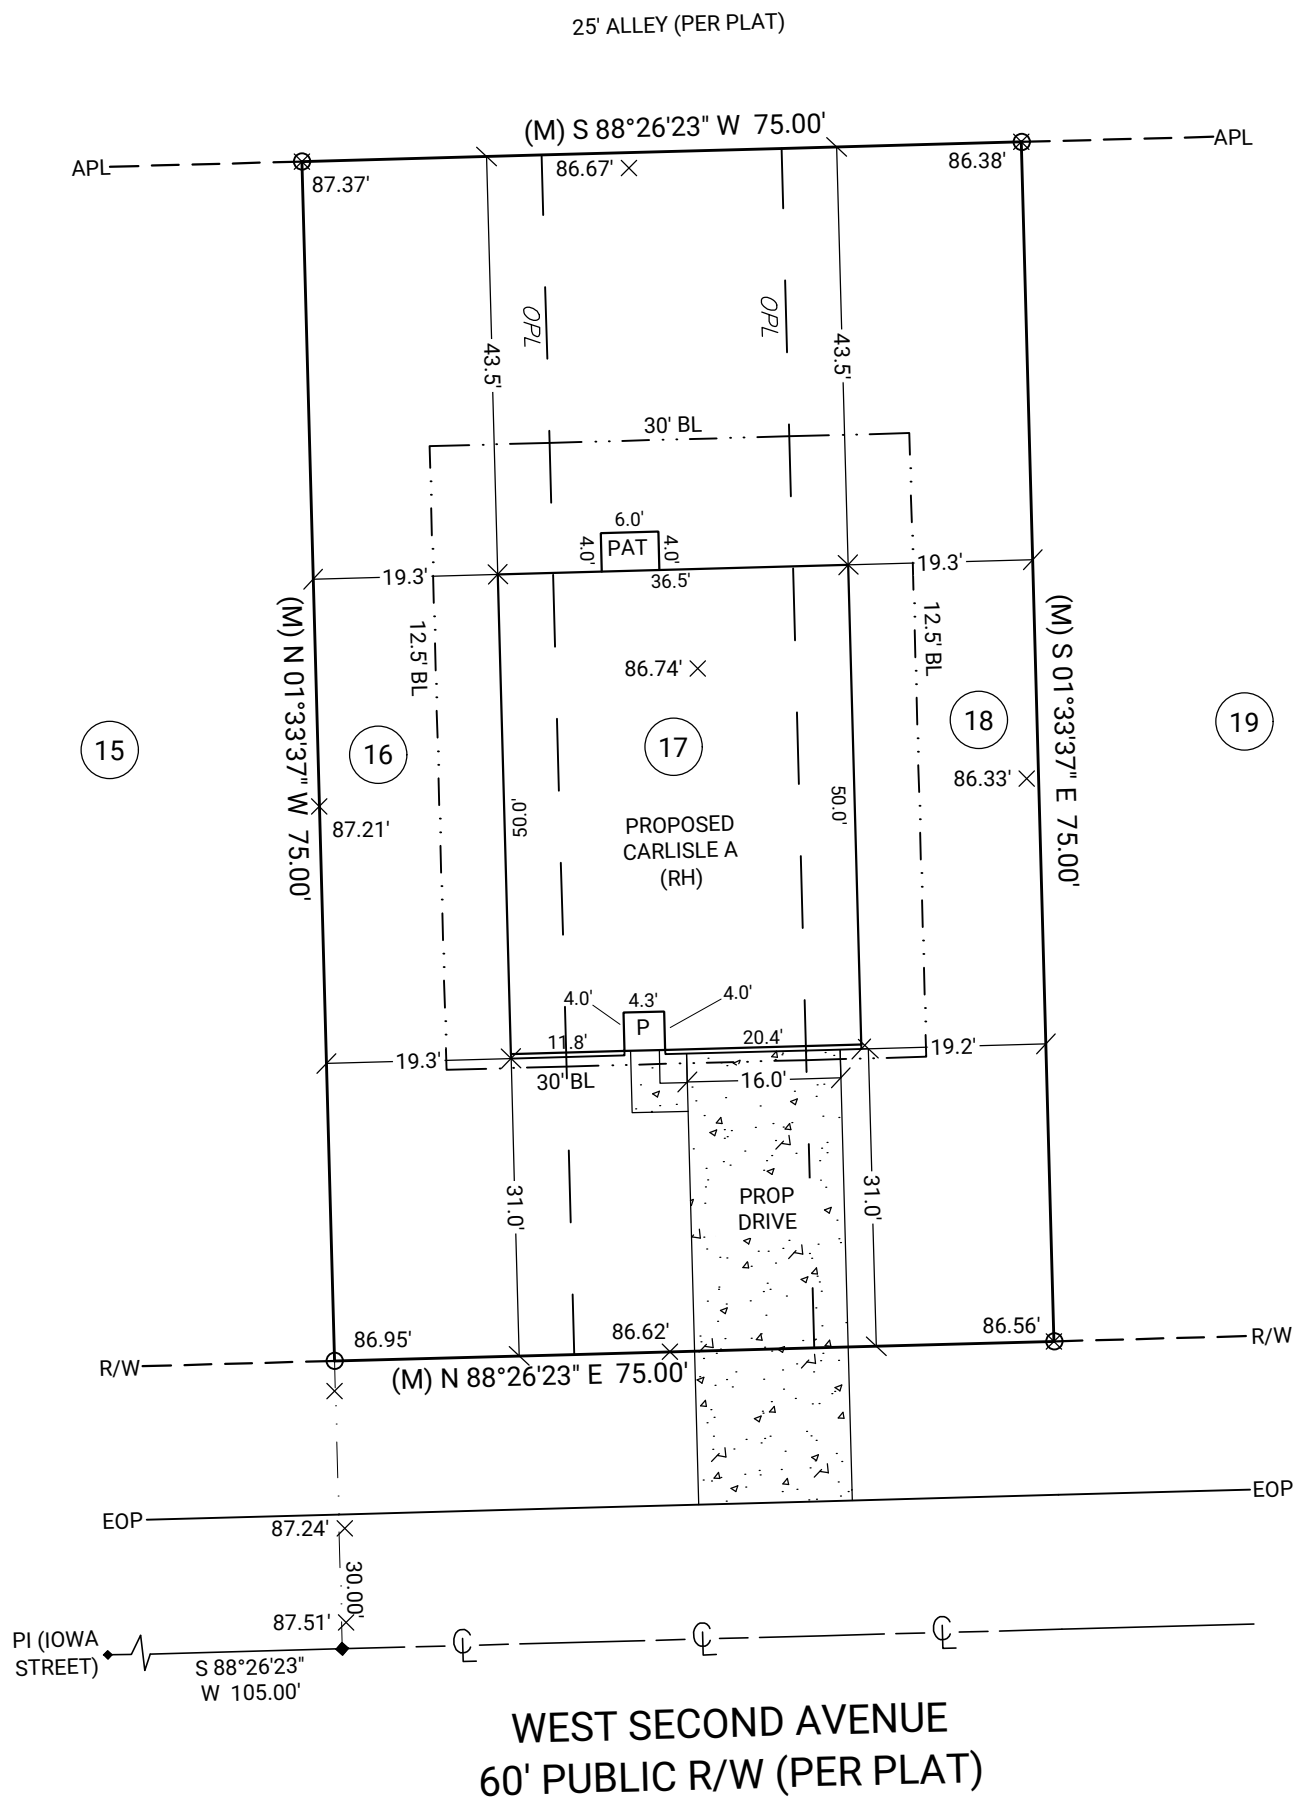 25' ALLEY (PER PLAT)
(M) S 88°26'23" W 75.00'
APL
APL
87.37'
86.67'
86.38'
OPL
OPL
43.5'
43.5'
30' BL
6.0'
4.0'
PAT
4.0'
19.3'
36.5'
19.3'
(M) N 01°33'37" W 75.00'
12.5' BL
12.5' BL
(M) S 01°33'37" E 75.00'
86.74'
15
16
17
18
19
86.33'
87.21'
50.0'
50.0'
PROPOSED
CARLISLE A
(RH)
4.0'
4.3'
4.0'
P
11.8'
20.4'
19.3'
19.2'
30' BL
16.0'
31.0'
31.0'
PROP
DRIVE
86.95'
86.62'
86.56'
R/W
R/W
(M) N 88°26'23" E 75.00'
EOP
EOP
87.24'
30.00'
87.51'
PI (IOWA
STREET)
S 88°26'23"
W 105.00'
CL
CL
CL
WEST SECOND AVENUE
60' PUBLIC R/W (PER PLAT)